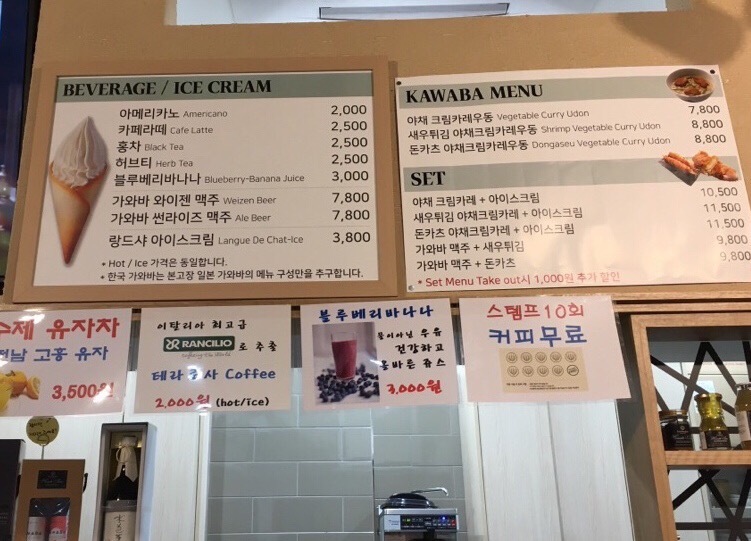 BEVERAGE / ICE CREAM
아메리카노 Americano 2,000
카페라떼 Cafe Latte 2,500
홍차 Black Tea 2,500
허브티 Herb Tea 2,500
블루베리바나나 Blueberry-Banana Juice 3,000
가와바 와이젠 맥주 Weizen Beer 7,800
가와바 썬라이즈 맥주 Ale Beer 7,800
랑드샤 아이스크림 Langue De Chat-Ice 3,800
* Hot / Ice 가격은 동일합니다.
* 한국 가와바는 본고장 일본 가와바의 메뉴 구성만을 추구합니다.
KAWABA MENU
야채 크림카레우동 Vegetable Curry Udon 7,800
새우튀김 야채크림카레우동 Shrimp Vegetable Curry Udon 8,800
돈카츠 야채크림카레우동 Dongaseu Vegetable Curry Udon 8,800
SET
야채 크림카레 + 아이스크림 10,500
새우튀김 야채크림카레 + 아이스크림 11,500
돈카츠 야채크림카레 + 아이스크림 11,500
가와바 맥주 + 새우튀김 9,800
가와바 맥주 + 돈카츠 9,800
* Set Menu Take out시 1,000원 추가 할인
수제 유자차
전남 고흥 유자
3,500원
이탈리아 최고급
RANCILIO 로 추출
테라로사 Coffee
2,000원 (hot/ice)
블루베리바나나
물이아닌 우유
건강하고
올바른 쥬스
3,000원
스템프10회
커피무료